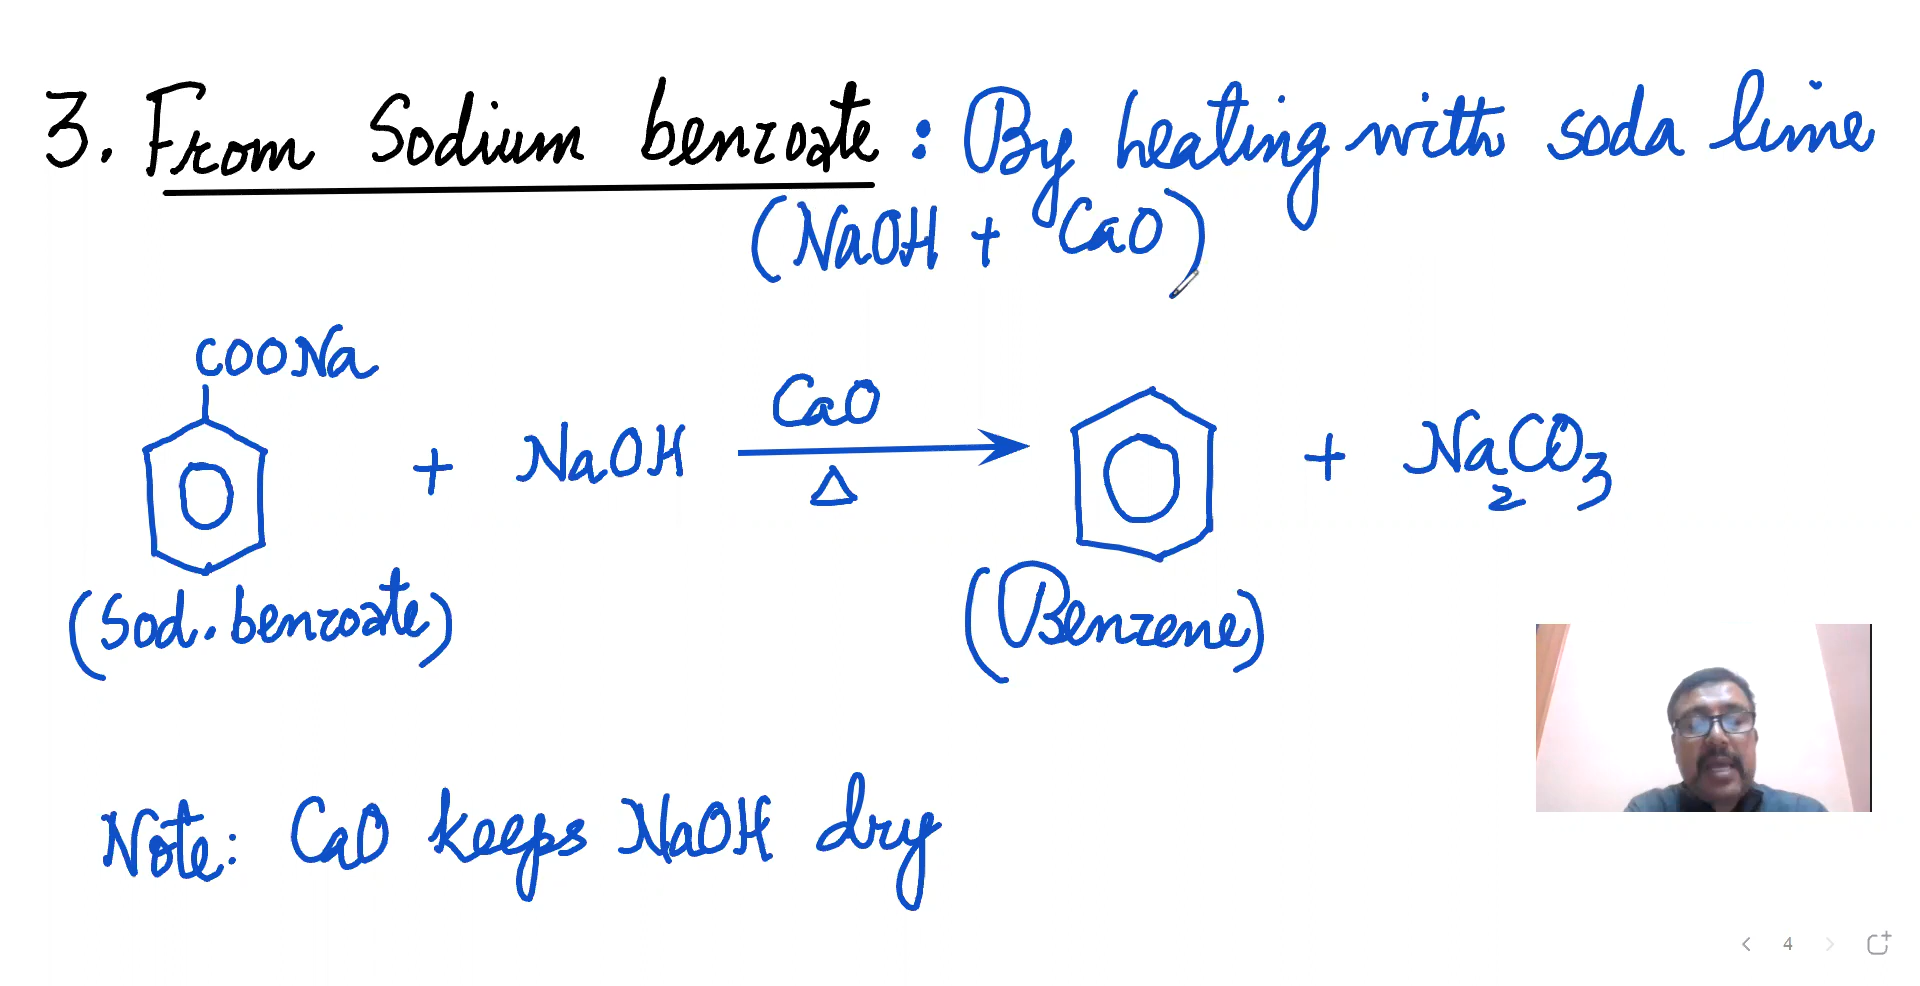 3. From Sodium benzoate : By heating with soda lime
(NaOH + CaO)
COONa
+ NaOH CaO Δ + Na2CO3
(Sod. benzoate) (Benzene)
Note: CaO keeps NaOH dry
4